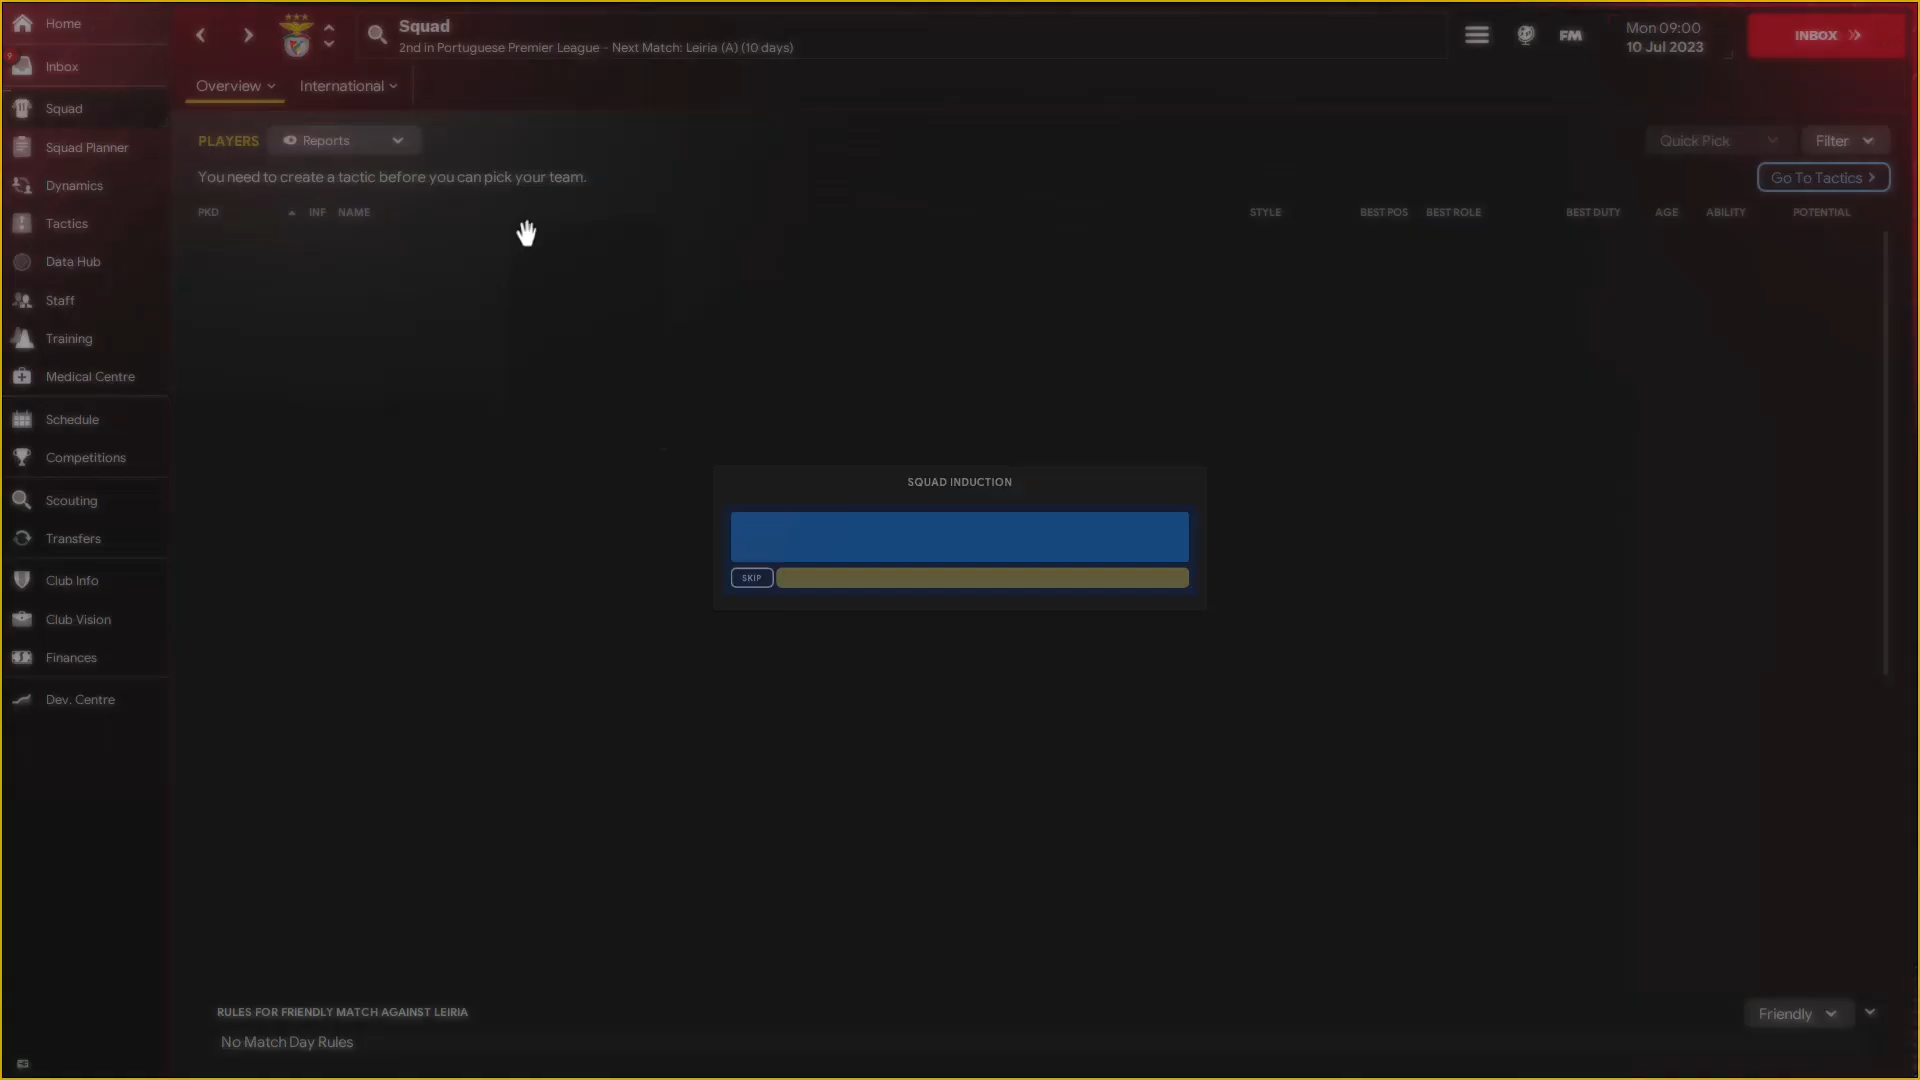 Home
9
Inbox
Squad
Squad Planner
Dynamics
Tactics
Data Hub
Staff
Training
Medical Centre
Schedule
Competitions
Scouting
Transfers
Club Info
Club Vision
Finances
Dev. Centre
Squad
2nd in Portuguese Premier League - Next Match: Leiria (A) (10 days)
FM
Mon 09:00
10 Jul 2023
INBOX
Overview
International
PLAYERS
Reports
Quick Pick
Filter
You need to create a tactic before you can pick your team.
Go To Tactics
PKD INF NAME STYLE BEST POS BEST ROLE BEST DUTY AGE ABILITY POTENTIAL
SQUAD INDUCTION
SKIP
RULES FOR FRIENDLY MATCH AGAINST LEIRIA
Friendly
No Match Day Rules